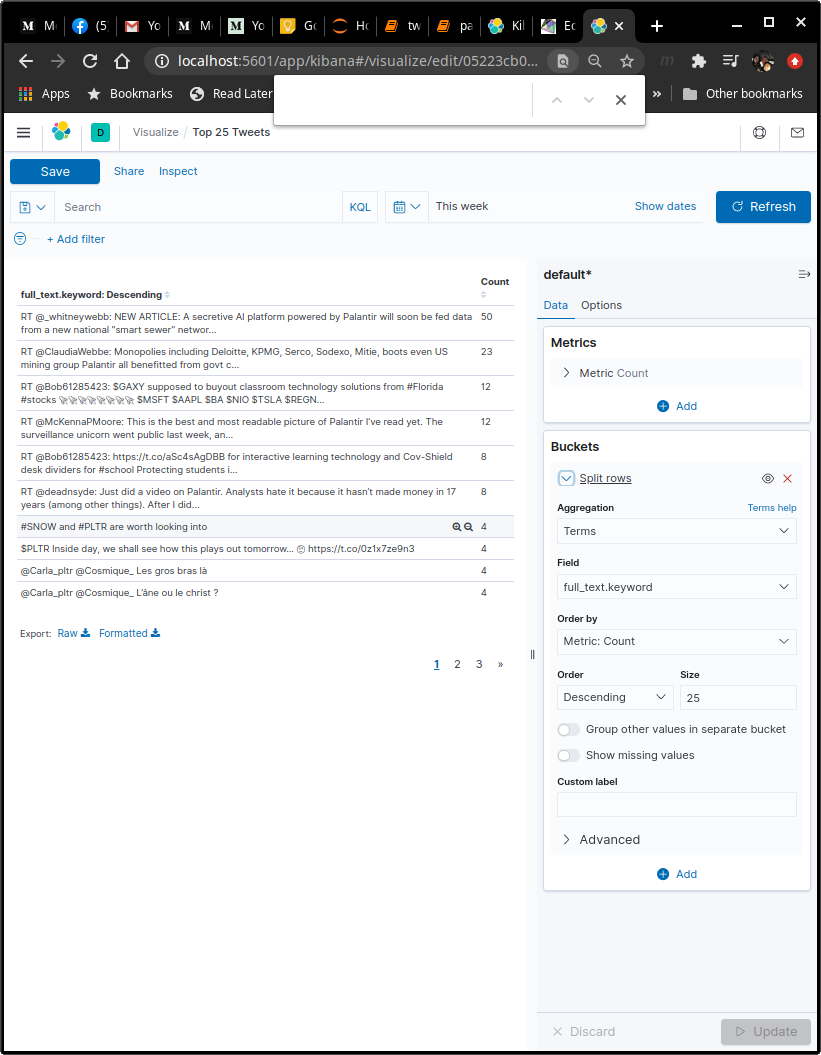 M M
(5)
Yo
M M
M Yo
Go
Ho
tw
pa
Kil
Ec
localhost:5601/app/kibana#/visualize/edit/05223cb0...
Apps
Bookmarks
Read Later
»
Other bookmarks
D
Visualize / Top 25 Tweets
Save
Share
Inspect
Search
KQL
This week
Show dates
Refresh
+ Add filter
full_text.keyword: Descending
Count
RT @_whitneywebb: NEW ARTICLE: A secretive AI platform powered by Palantir will soon be fed data
from a new national "smart sewer" networ...
50
RT @ClaudiaWebbe: Monopolies including Deloitte, KPMG, Serco, Sodexo, Mitie, boots even US
mining group Palantir all benefitted from govt c...
23
RT @Bob61285423: $GAXY supposed to buyout classroom technology solutions from #Florida
#stocks 🚀🚀🚀🚀🚀🚀🚀 $MSFT $AAPL $BA $NIO $TSLA $REGN...
12
RT @McKennaPMoore: This is the best and most readable picture of Palantir I've read yet. The
surveillance unicorn went public last week, an...
12
RT @Bob61285423: https://t.co/aSc4sAgDBB for interactive learning technology and Cov-Shield
desk dividers for #school Protecting students i...
8
RT @deadnsyde: Just did a video on Palantir. Analysts hate it because it hasn't made money in 17
years (among other things). After I did...
8
#SNOW and #PLTR are worth looking into
4
$PLTR Inside day, we shall see how this plays out tomorrow... https://t.co/0z1x7ze9n3
4
@Carla_pltr @Cosmique_ Les gros bras là
4
@Carla_pltr @Cosmique_ L'âne ou le christ ?
4
Export: Raw Formatted
1 2 3 »
default*
Data
Options
Metrics
Metric Count
Add
Buckets
Split rows
Aggregation
Terms help
Terms
Field
full_text.keyword
Order by
Metric: Count
Order
Size
Descending
25
Group other values in separate bucket
Show missing values
Custom label
Advanced
Add
Discard
Update